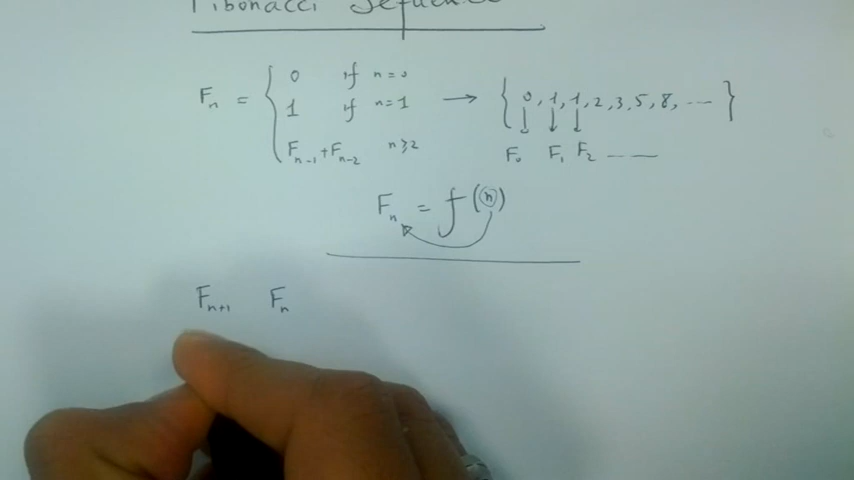 Fibonacci Sequence
Fₙ = { 0 if n=0
1 if n=1 → { 0, 1, 1, 2, 3, 5, 8, ---- }
Fₙ₋₁+Fₙ₋₂ n≥2 F₀ F₁ F₂ -- ---
Fₙ = f(n)
Fₙ₊₁ Fₙ